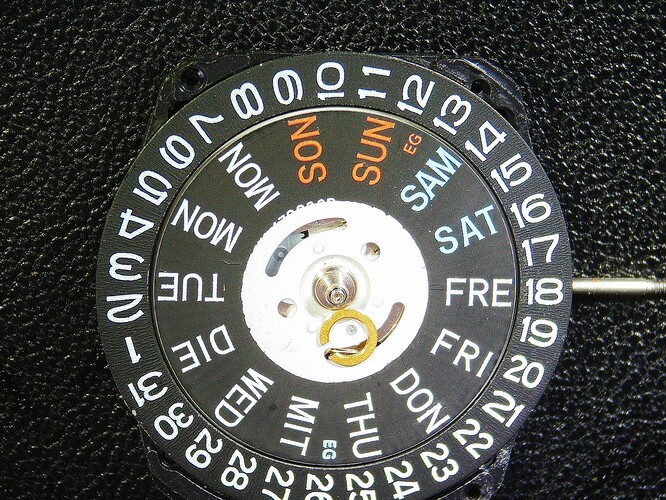 1
2
3
4
5
6
7
8
9
10
11
12
13
14
15
16
17
18
19
20
21
22
23
24
25
26
27
28
29
30
31
SON
SUN
EG
SAM
SAT
FRE
FRI
DON
THU
EG
MIT
WED
DIE
TUE
MON
MON